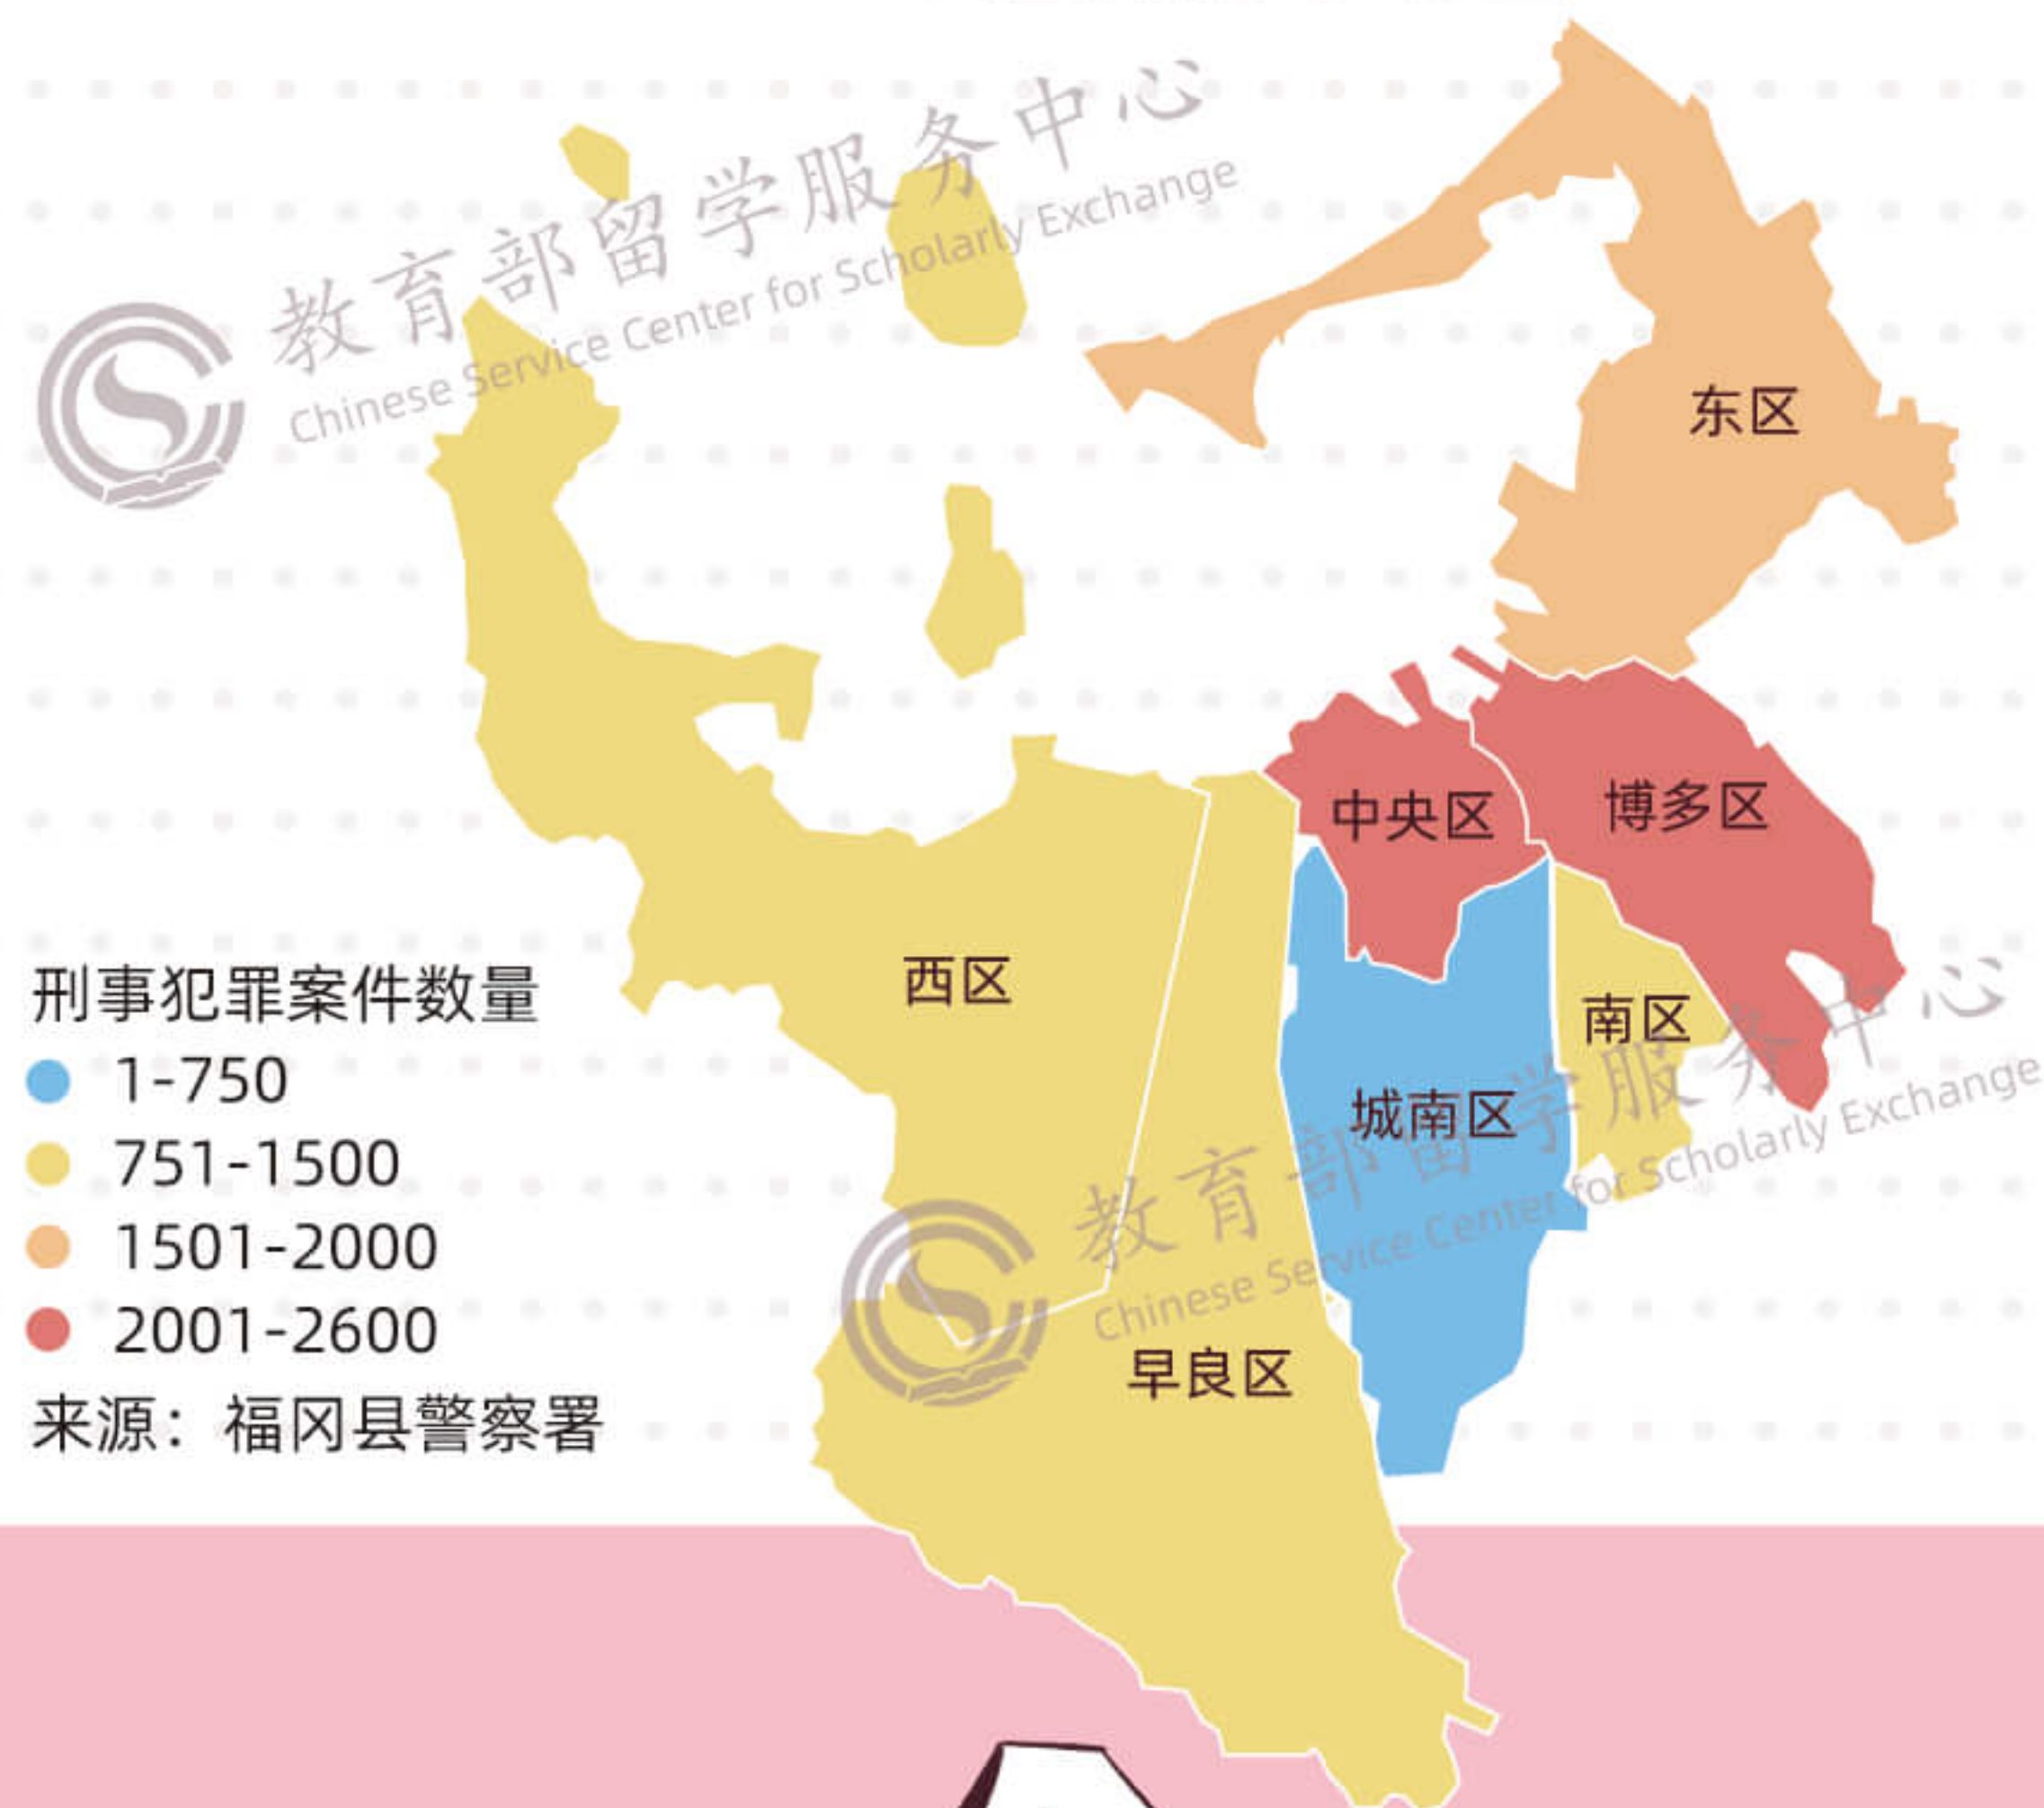 教育部留学服务中心
Chinese Service Center for Scholarly Exchange
东区
中央区
博多区
西区
南区
城南区
早良区
刑事犯罪案件数量
1-750
751-1500
1501-2000
2001-2600
来源：福冈县警察署
教育部留学服务中心
Chinese Service Center for Scholarly Exchange